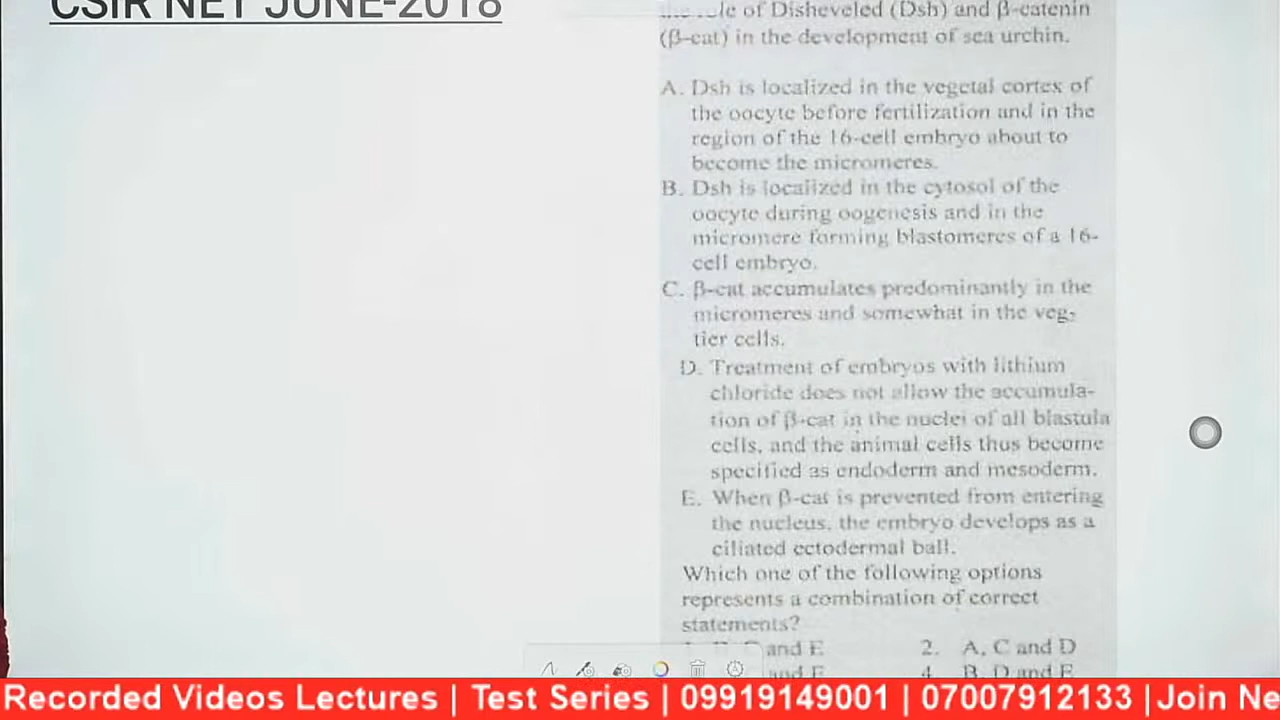 CSIR NET JUNE-2018
of Disheveled (Dsh) and β-catenin
(β-cat) in the development of sea urchin.
A. Dsh is localized in the vegetal cortex of
the oocyte before fertilization and in the
region of the 16-cell embryo about to
become the micromeres.
B. Dsh is localized in the cytosol of the
oocyte during oogenesis and in the
micromere forming blastomeres of a 16-
cell embryo.
C. β-cat accumulates predominantly in the
micromeres and somewhat in the veg₂
tier cells.
D. Treatment of embryos with lithium
chloride does not allow the accumula-
tion of β-cat in the nuclei of all blastula
cells, and the animal cells thus become
specified as endoderm and mesoderm.
E. When β-cat is prevented from entering
the nucleus, the embryo develops as a
ciliated ectodermal ball.
Which one of the following options
represents a combination of correct
statements?
and E 2. A, C and D
and E 4. B, D and E
Recorded Videos Lectures | Test Series | 09919149001 | 07007912133 | Join Ne